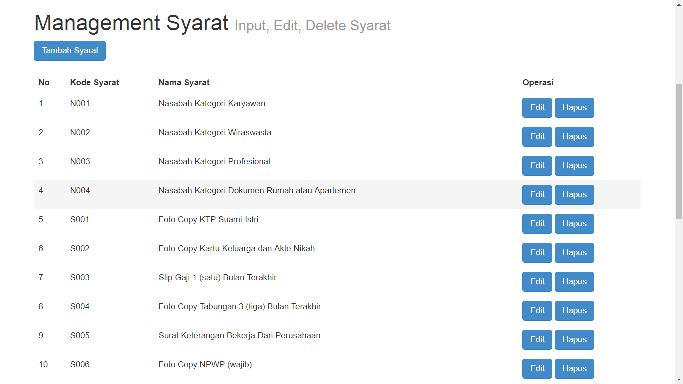 Management Syarat Input, Edit, Delete Syarat
Tambah Syarat
No Kode Syarat Nama Syarat Operasi
1 N001 Nasabah Kategori Karyawan Edit Hapus
2 N002 Nasabah Kategori Wiraswasta Edit Hapus
3 N003 Nasabah Kategori Profesional Edit Hapus
4 N004 Nasabah Kategori Dokumen Rumah atau Apartemen Edit Hapus
5 S001 Foto Copy KTP Suami Istri Edit Hapus
6 S002 Foto Copy Kartu Keluarga dan Akte Nikah Edit Hapus
7 S003 Slip Gaji 1 (satu) Bulan Terakhir Edit Hapus
8 S004 Foto Copy Tabungan 3 (tiga) Bulan Terakhir Edit Hapus
9 S005 Surat Keterangan Bekerja Dari Perusahaan Edit Hapus
10 S006 Foto Copy NPWP (wajib) Edit Hapus